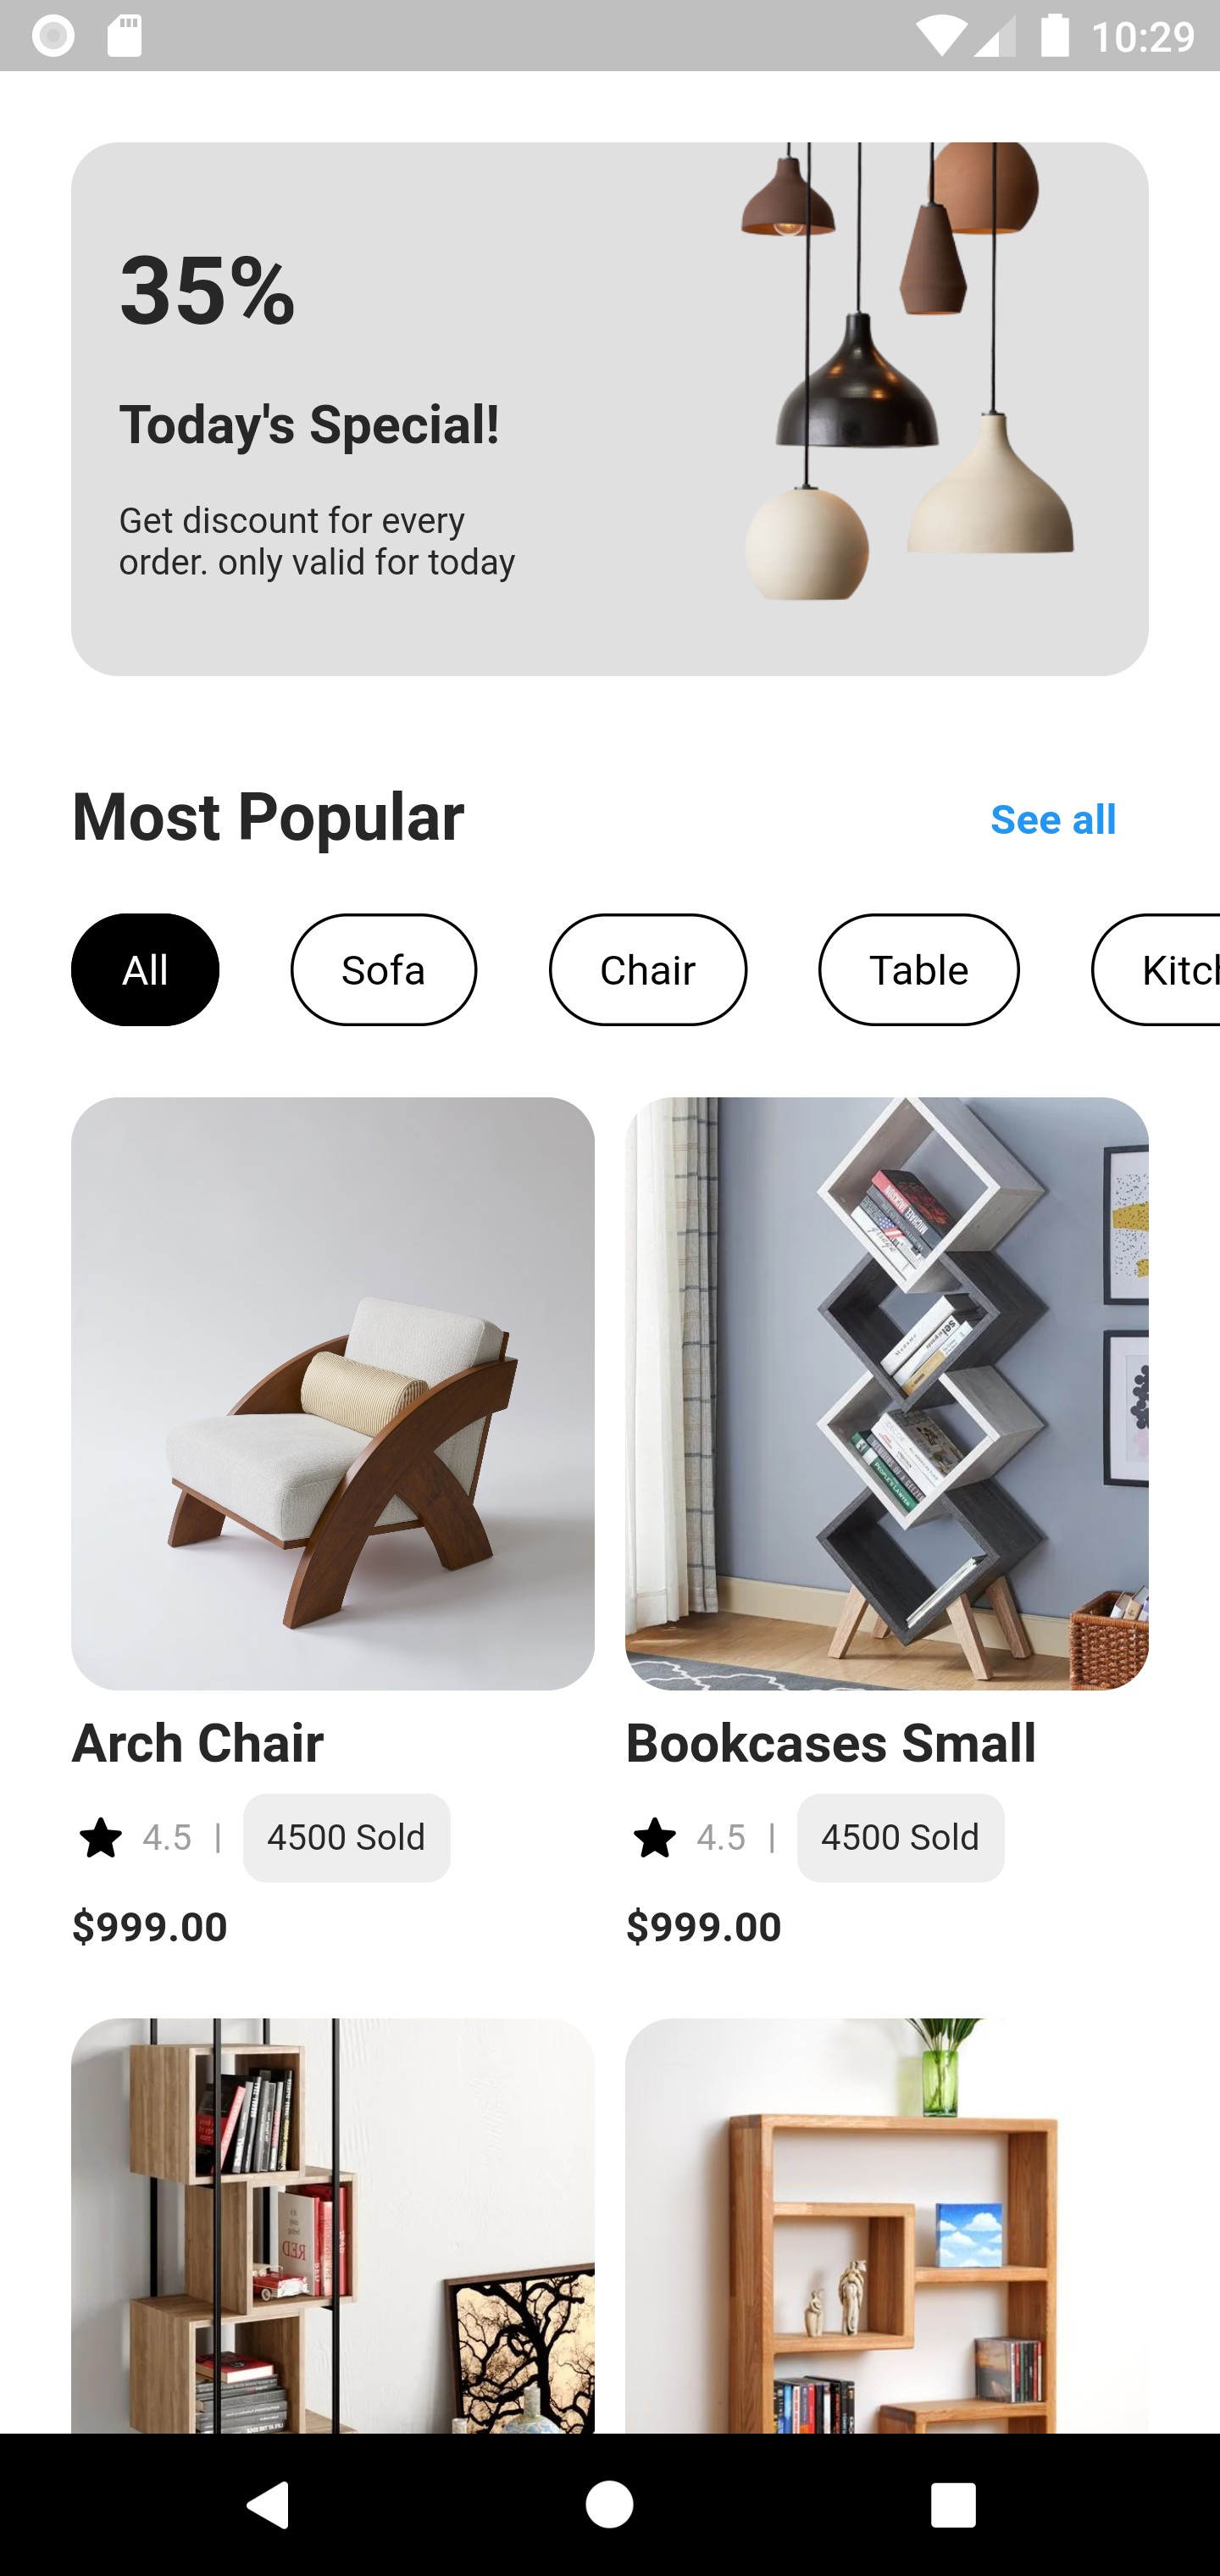 10:29
35%
Today's Special!
Get discount for every
order. only valid for today
Most Popular
See all
All
Sofa
Chair
Table
Kitch
Arch Chair
Bookcases Small
4.5 | 4500 Sold
4.5 | 4500 Sold
$999.00
$999.00
RED